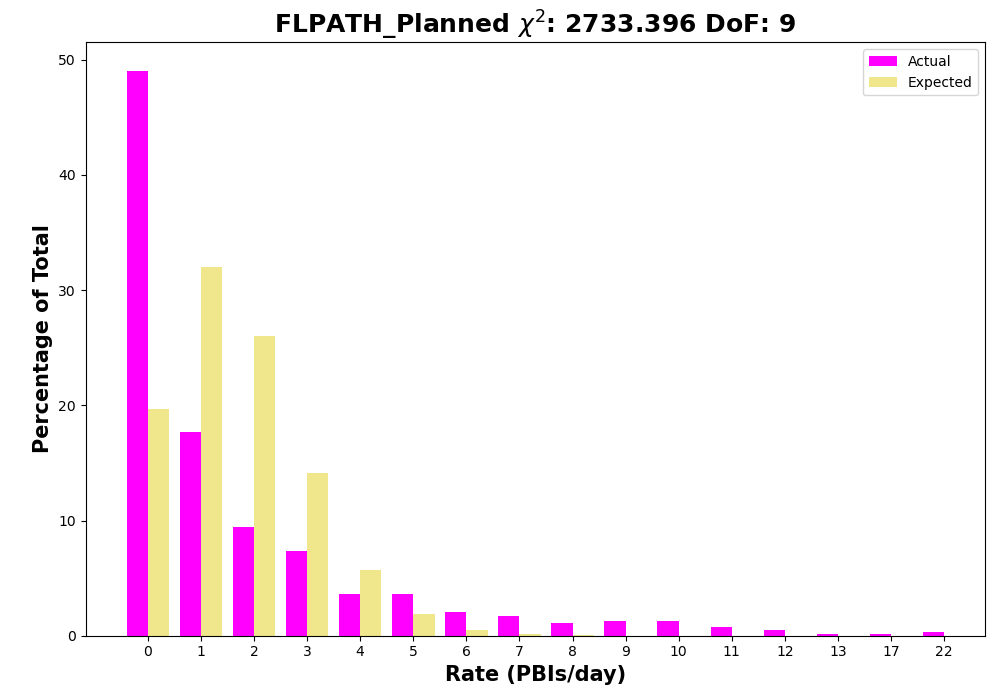 FLPATH_Planned χ²: 2733.396 DoF: 9
Actual
Expected
Percentage of Total
50
40
30
20
10
0
0 1 2 3 4 5 6 7 8 9 10 11 12 13 17 22
Rate (PBIs/day)